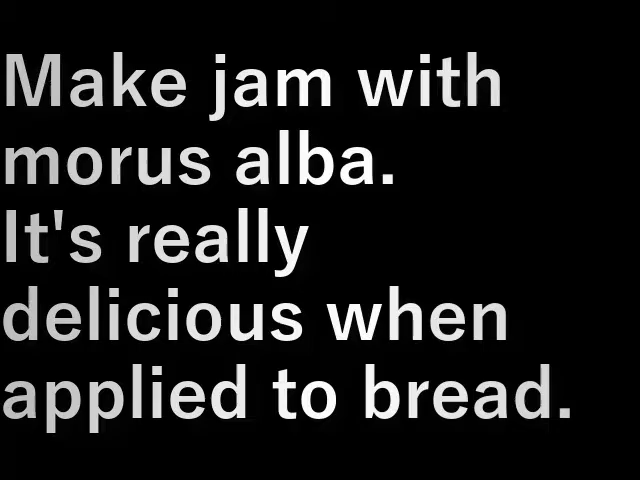 Make jam with
morus alba.
It's really
delicious when
applied to bread.